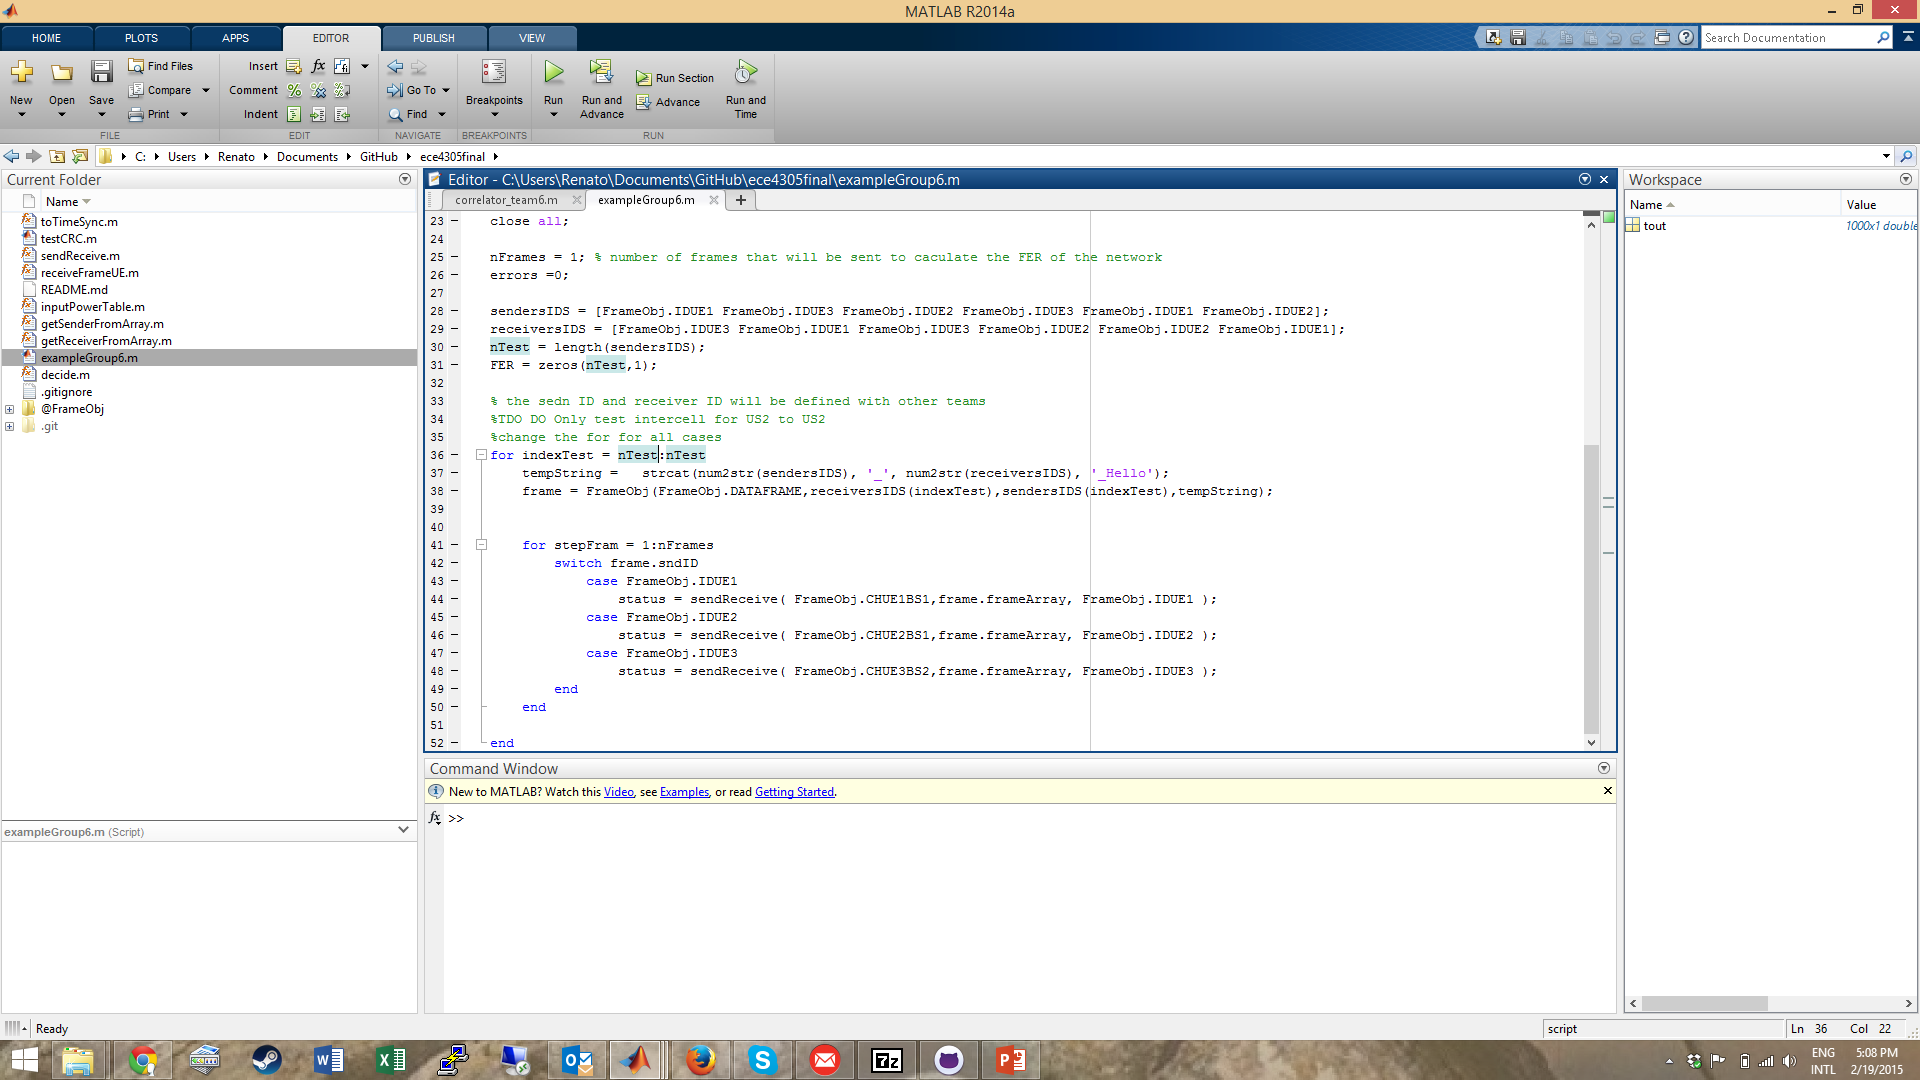 MATLAB R2014a
HOME PLOTS APPS EDITOR PUBLISH VIEW Search Documentation
New Open Save Find Files Compare Print
Insert fx Comment Indent
Go To Find
Breakpoints
Run Run and Advance Run Section Advance Run and Time
FILE EDIT NAVIGATE BREAKPOINTS RUN
C: Users Renato Documents GitHub ece4305final
Current Folder
Name
toTimeSync.m
testCRC.m
sendReceive.m
receiveFrameUE.m
README.md
inputPowerTable.m
getSenderFromArray.m
getReceiverFromArray.m
exampleGroup6.m
decide.m
.gitignore
@FrameObj
.git
exampleGroup6.m (Script)
Editor - C:\Users\Renato\Documents\GitHub\ece4305final\exampleGroup6.m
correlator_team6.m exampleGroup6.m
23 close all;
24
25 nFrames = 1; % number of frames that will be sent to caculate the FER of the network
26 errors =0;
27
28 sendersIDS = [FrameObj.IDUE1 FrameObj.IDUE3 FrameObj.IDUE2 FrameObj.IDUE3 FrameObj.IDUE1 FrameObj.IDUE2];
29 receiversIDS = [FrameObj.IDUE3 FrameObj.IDUE1 FrameObj.IDUE3 FrameObj.IDUE2 FrameObj.IDUE2 FrameObj.IDUE1];
30 nTest = length(sendersIDS);
31 FER = zeros(nTest,1);
32
33 % the sedn ID and receiver ID will be defined with other teams
34 %TDO DO Only test intercell for US2 to US2
35 %change the for for all cases
36 for indexTest = nTest:nTest
37 tempString = strcat(num2str(sendersIDS), '_', num2str(receiversIDS), '_Hello');
38 frame = FrameObj(FrameObj.DATAFRAME,receiversIDS(indexTest),sendersIDS(indexTest),tempString);
39
40
41 for stepFram = 1:nFrames
42 switch frame.sndID
43 case FrameObj.IDUE1
44 status = sendReceive( FrameObj.CHUE1BS1,frame.frameArray, FrameObj.IDUE1 );
45 case FrameObj.IDUE2
46 status = sendReceive( FrameObj.CHUE2BS1,frame.frameArray, FrameObj.IDUE2 );
47 case FrameObj.IDUE3
48 status = sendReceive( FrameObj.CHUE3BS2,frame.frameArray, FrameObj.IDUE3 );
49 end
50 end
51
52 end
Command Window
New to MATLAB? Watch this Video, see Examples, or read Getting Started.
fx >>
Workspace
Name Value
tout 1000x1 double
Ready script Ln 36 Col 22
7z
ENG 5:08 PM
INTL 2/19/2015